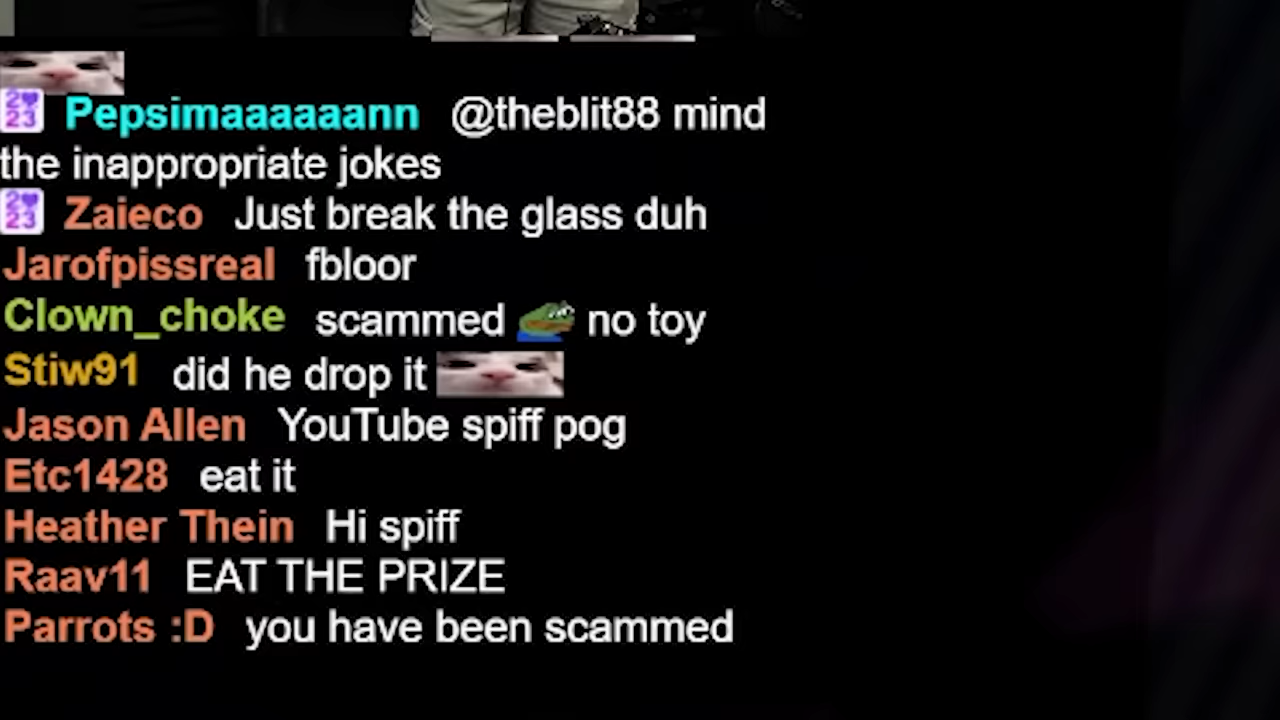 Pepsimaaaaaann @theblit88 mind
the inappropriate jokes
Zaieco Just break the glass duh
Jarofpissreal fbloor
Clown_choke scammed no toy
Stiw91 did he drop it
Jason Allen YouTube spiff pog
Etc1428 eat it
Heather Thein Hi spiff
Raav11 EAT THE PRIZE
Parrots :D you have been scammed